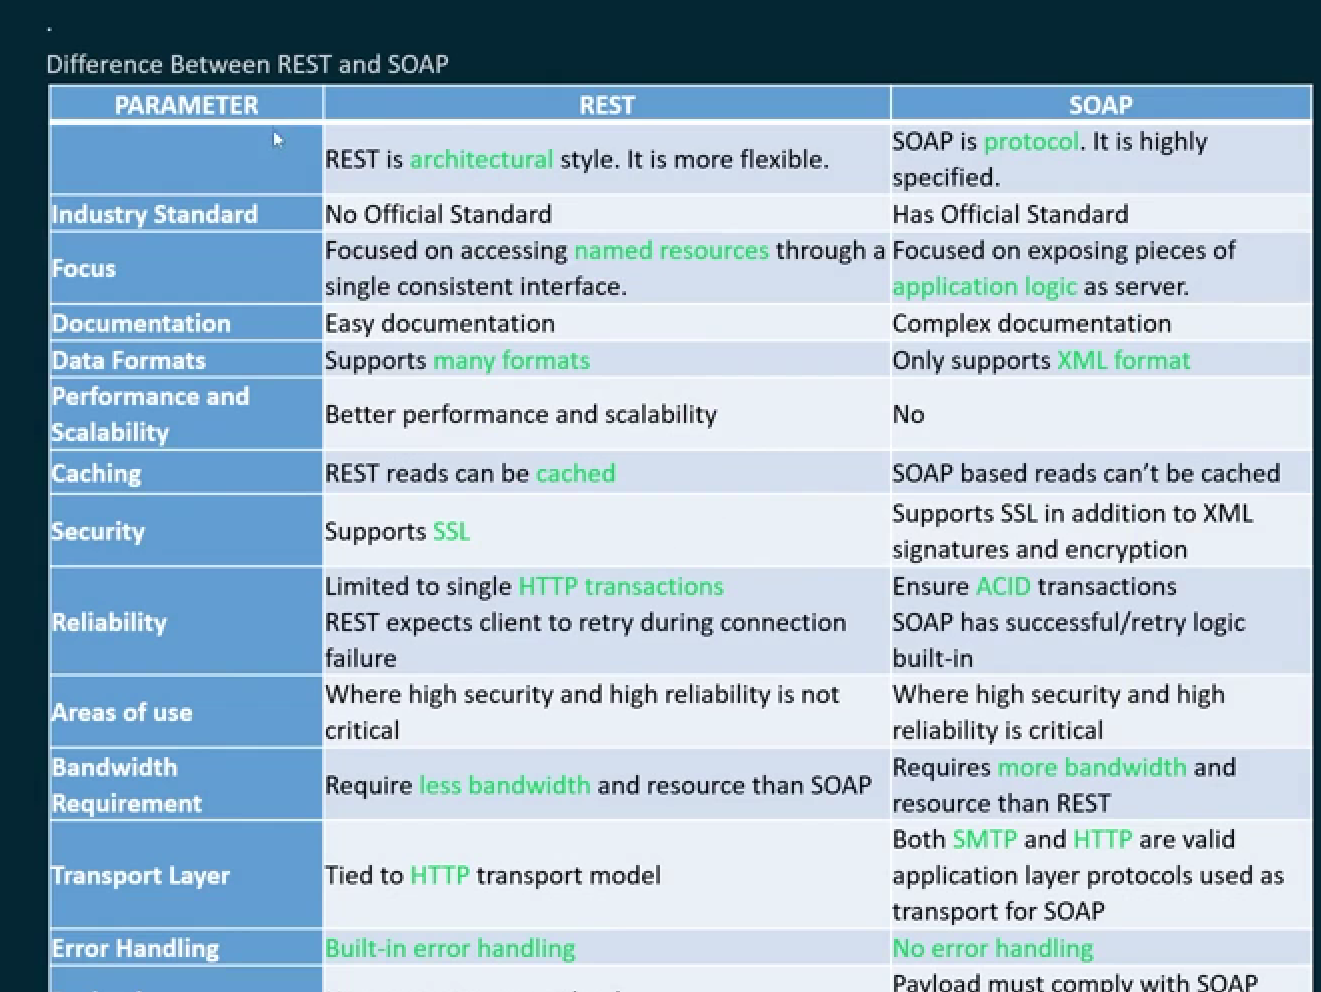 .
Difference Between REST and SOAP
PARAMETER REST SOAP
REST is architectural style. It is more flexible.
SOAP is protocol. It is highly
specified.
Industry Standard
No Official Standard
Has Official Standard
Focus
Focused on accessing named resources through a
single consistent interface.
Focused on exposing pieces of
application logic as server.
Documentation
Easy documentation
Complex documentation
Data Formats
Supports many formats
Only supports XML format
Performance and
Scalability
Better performance and scalability
No
Caching
REST reads can be cached
SOAP based reads can't be cached
Security
Supports SSL
Supports SSL in addition to XML
signatures and encryption
Reliability
Limited to single HTTP transactions
REST expects client to retry during connection
failure
Ensure ACID transactions
SOAP has successful/retry logic
built-in
Areas of use
Where high security and high reliability is not
critical
Where high security and high
reliability is critical
Bandwidth
Requirement
Require less bandwidth and resource than SOAP
Requires more bandwidth and
resource than REST
Transport Layer
Tied to HTTP transport model
Both SMTP and HTTP are valid
application layer protocols used as
transport for SOAP
Error Handling
Built-in error handling
No error handling
Payload must comply with SOAP